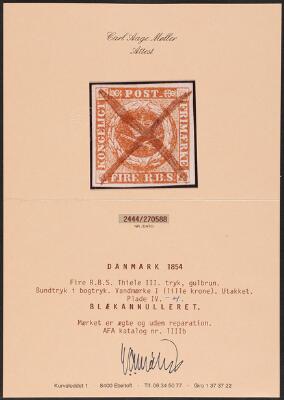 Carl Aage Møller
Attest
KONGELIGT POST FRIMÆRKE
FIRE R.B.S.
2444/270588
DANMARK 1854
Fire R.B.S. Thiele III. tryk, gulbrun.
Bundtryk i bogtryk. Vandmærke I (lille krone). Utakket.
Plade IV.
BLÆKANNULLERET.
Mærket er ægte og uden reparation.
AFA katalog nr. 1IIIb
Kurvaloddet 1 8400 Ebeltoft Tlf. 06 34 50 77 Giro 1 37 37 22